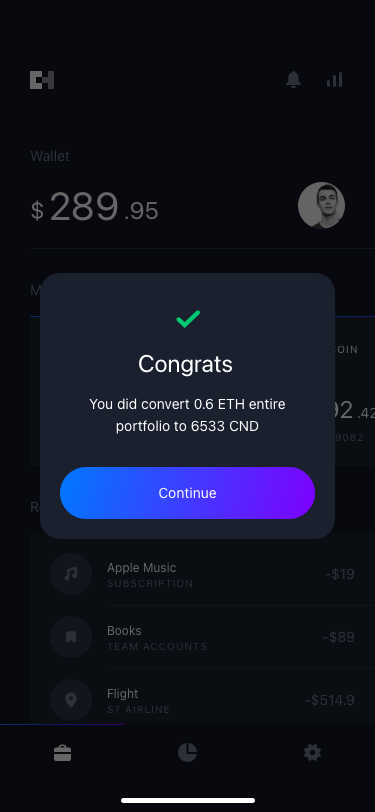 Wallet
$ 289 .95
M
COIN
Congrats
You did convert 0.6 ETH entire
portfolio to 6533 CND
92 .42
9082
Continue
R
Apple Music
-$19
SUBSCRIPTION
Books
-$89
TEAM ACCOUNTS
Flight
-$514.9
S7 AIRLINE